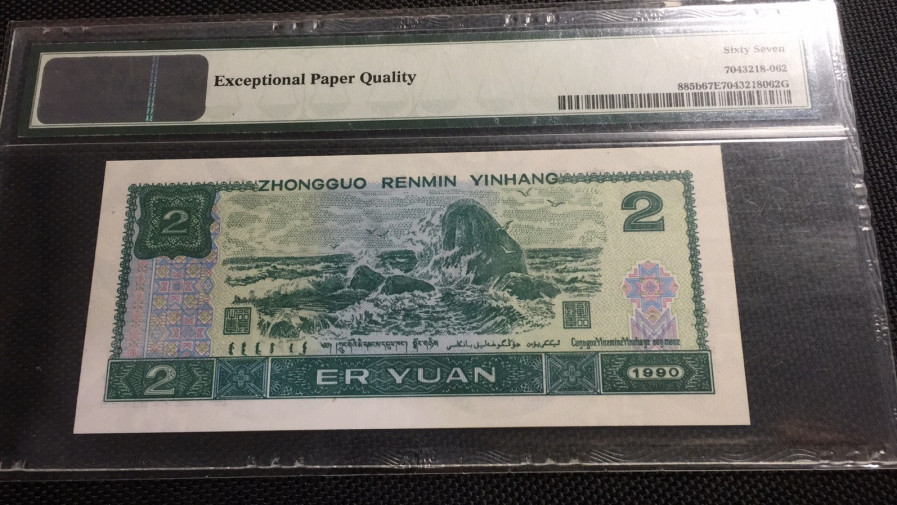 Sixty Seven
Exceptional Paper Quality
7043218-062
885b67E7043218062G
ZHONGGUO RENMIN YINHANG
2
2
2
ER YUAN
1990